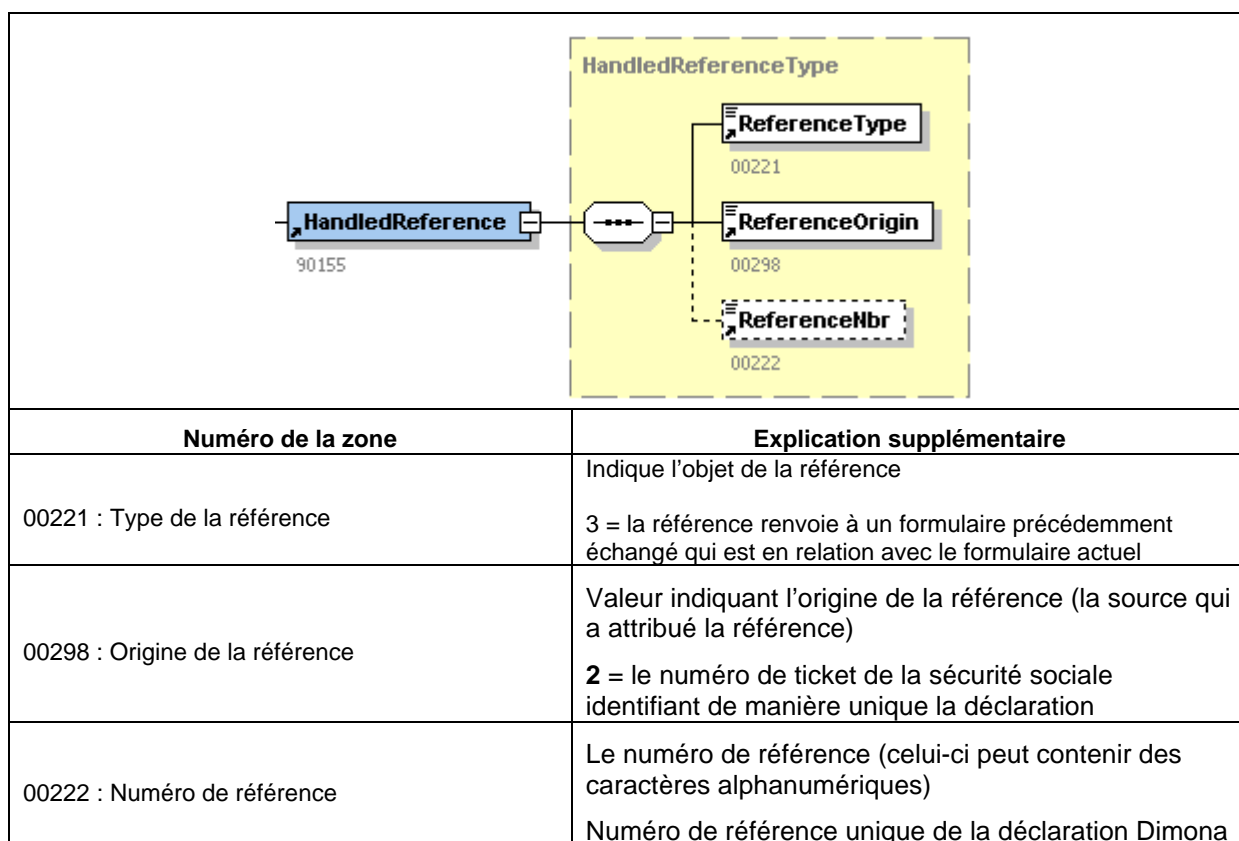 HandledReferenceType
ReferenceType
00221
HandledReference
90155
ReferenceOrigin
00298
ReferenceNbr
00222
Numéro de la zone
Explication supplémentaire
00221 : Type de la référence
Indique l’objet de la référence
3 = la référence renvoie à un formulaire précédemment
échangé qui est en relation avec le formulaire actuel
00298 : Origine de la référence
Valeur indiquant l’origine de la référence (la source qui
a attribué la référence)
2 = le numéro de ticket de la sécurité sociale
identifiant de manière unique la déclaration
00222 : Numéro de référence
Le numéro de référence (celui-ci peut contenir des
caractères alphanumériques)
Numéro de référence unique de la déclaration Dimona